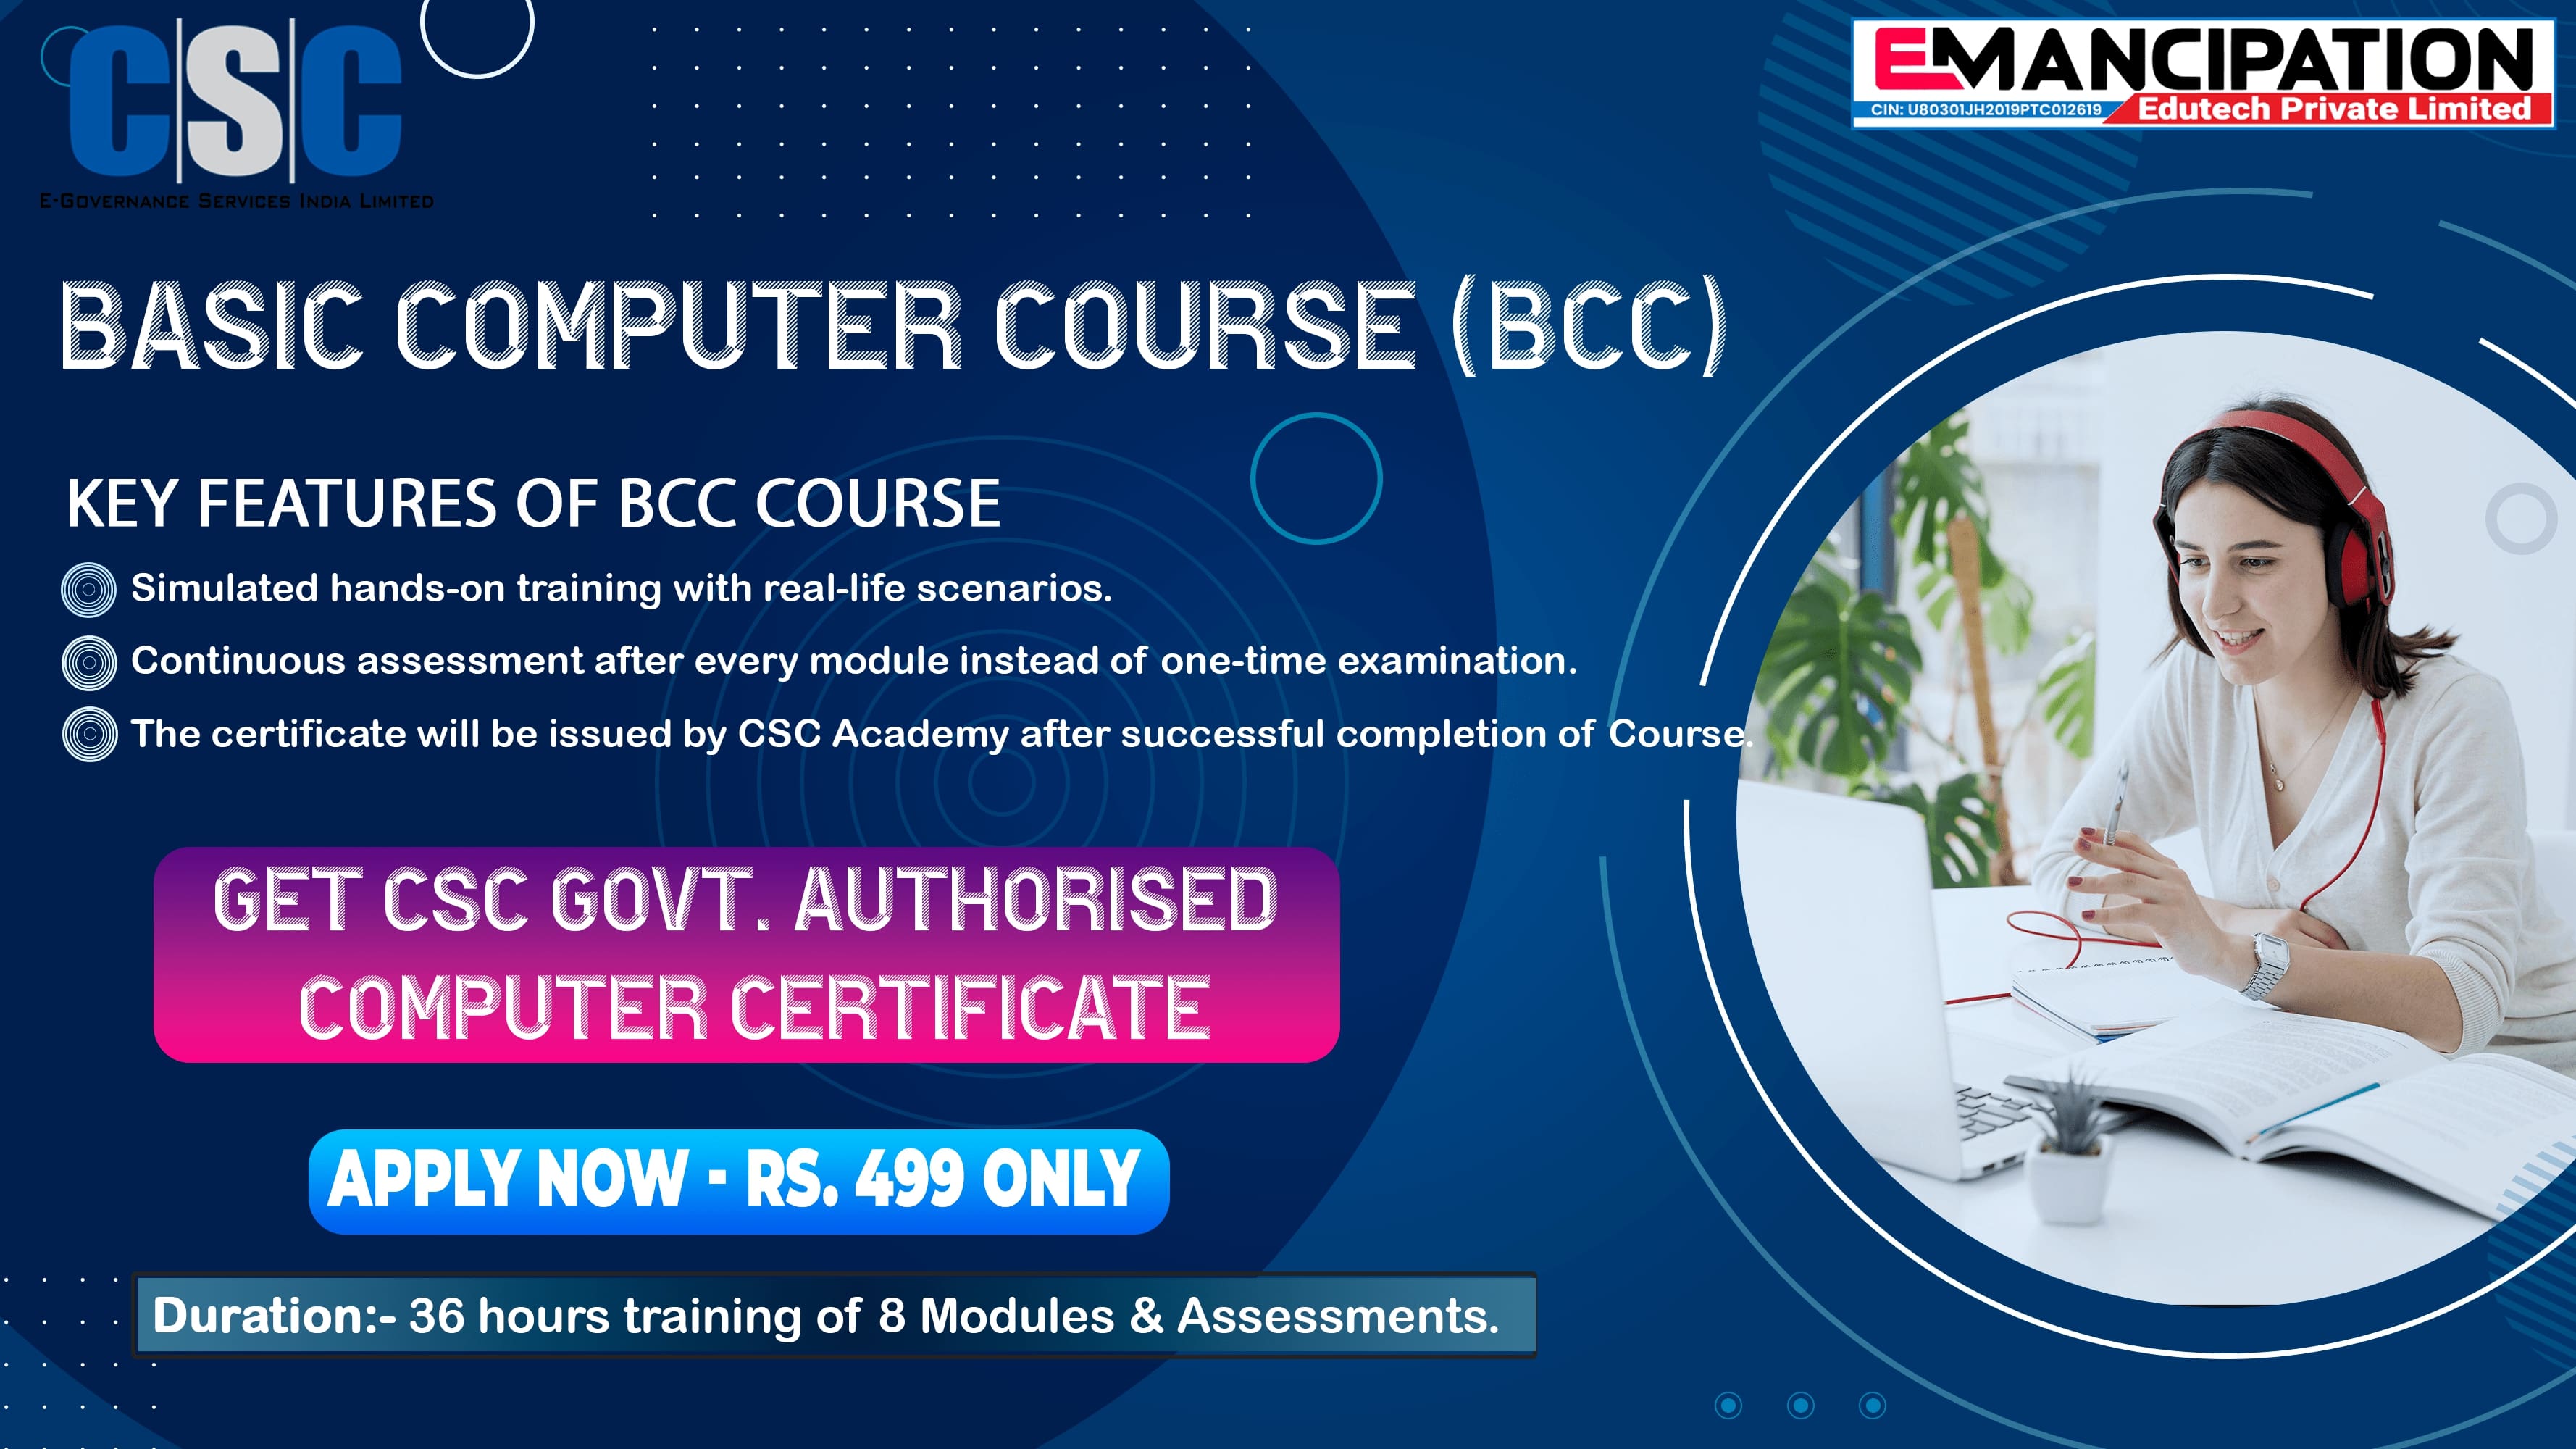 CSC
E-Governance Services India Limited
EMANCIPATION
CIN: U80301JH2019PTC012619
Edutech Private Limited
BASIC COMPUTER COURSE (BCC)
KEY FEATURES OF BCC COURSE
Simulated hands-on training with real-life scenarios.
Continuous assessment after every module instead of one-time examination.
The certificate will be issued by CSC Academy after successful completion of Course.
GET CSC GOVT. AUTHORISED
COMPUTER CERTIFICATE
APPLY NOW - RS. 499 ONLY
Duration:- 36 hours training of 8 Modules & Assessments.